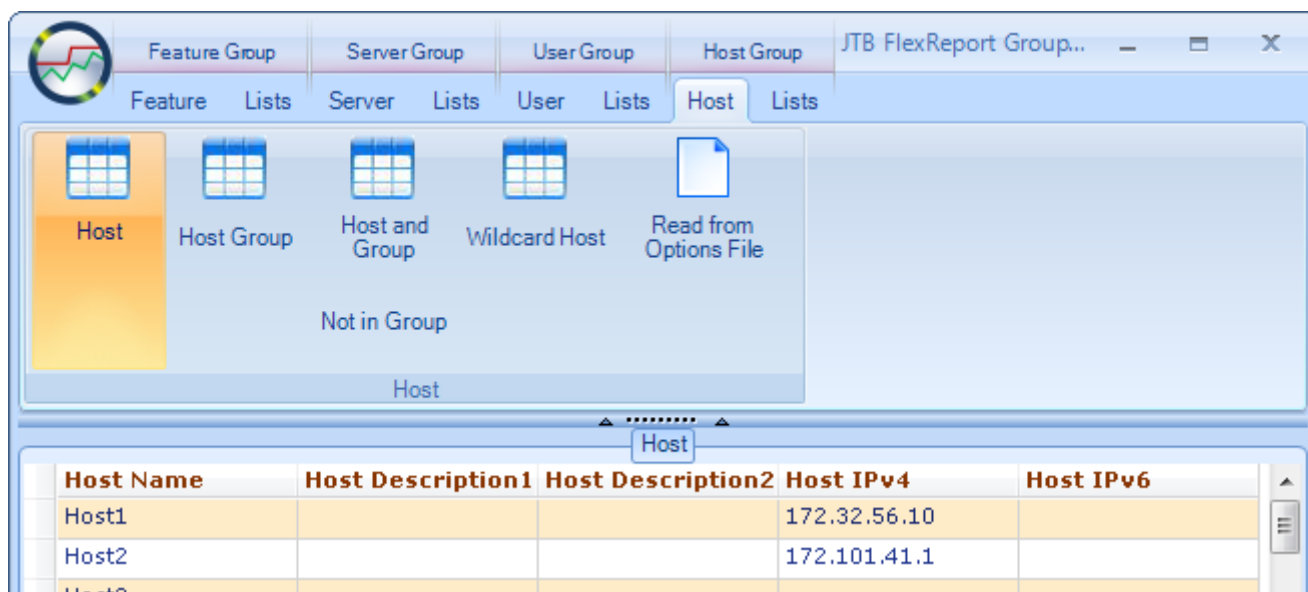 Feature Group Server Group User Group Host Group JTB FlexReport Group...
Feature Lists Server Lists User Lists Host Lists
Host
Host Group
Host and
Group
Wildcard Host
Read from
Options File
Not in Group
Host
Host
Host Name Host Description1 Host Description2 Host IPv4 Host IPv6
Host1 172.32.56.10
Host2 172.101.41.1